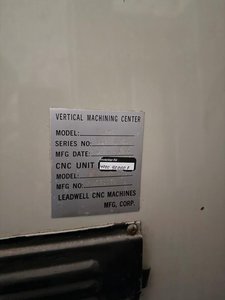 VERTICAL MACHINING CENTER
MODEL:
SERIES NO:
MFG DATE:
CNC UNIT
MODEL:
MFG NO:
LEADWELL CNC MACHINES
MFG. CORP.